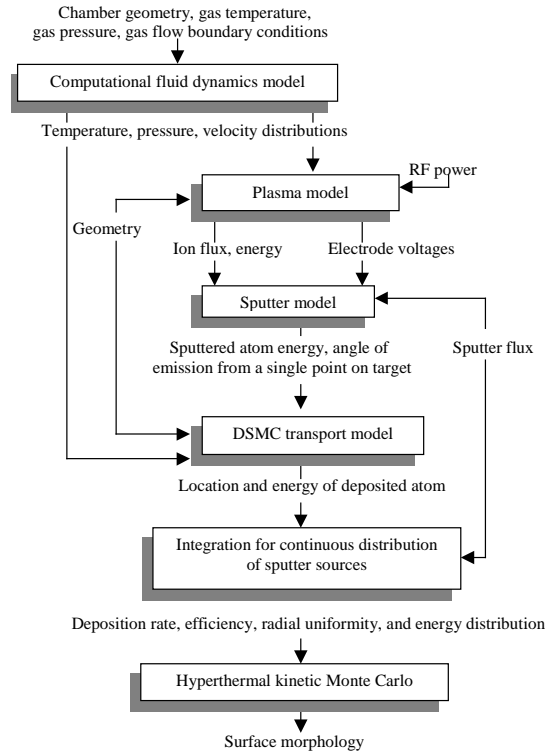 Chamber geometry, gas temperature,
gas pressure, gas flow boundary conditions
Computational fluid dynamics model
Temperature, pressure, velocity distributions
RF power
Plasma model
Geometry
Ion flux, energy
Electrode voltages
Sputter model
Sputtered atom energy, angle of
emission from a single point on target
Sputter flux
DSMC transport model
Location and energy of deposited atom
Integration for continuous distribution
of sputter sources
Deposition rate, efficiency, radial uniformity, and energy distribution
Hyperthermal kinetic Monte Carlo
Surface morphology